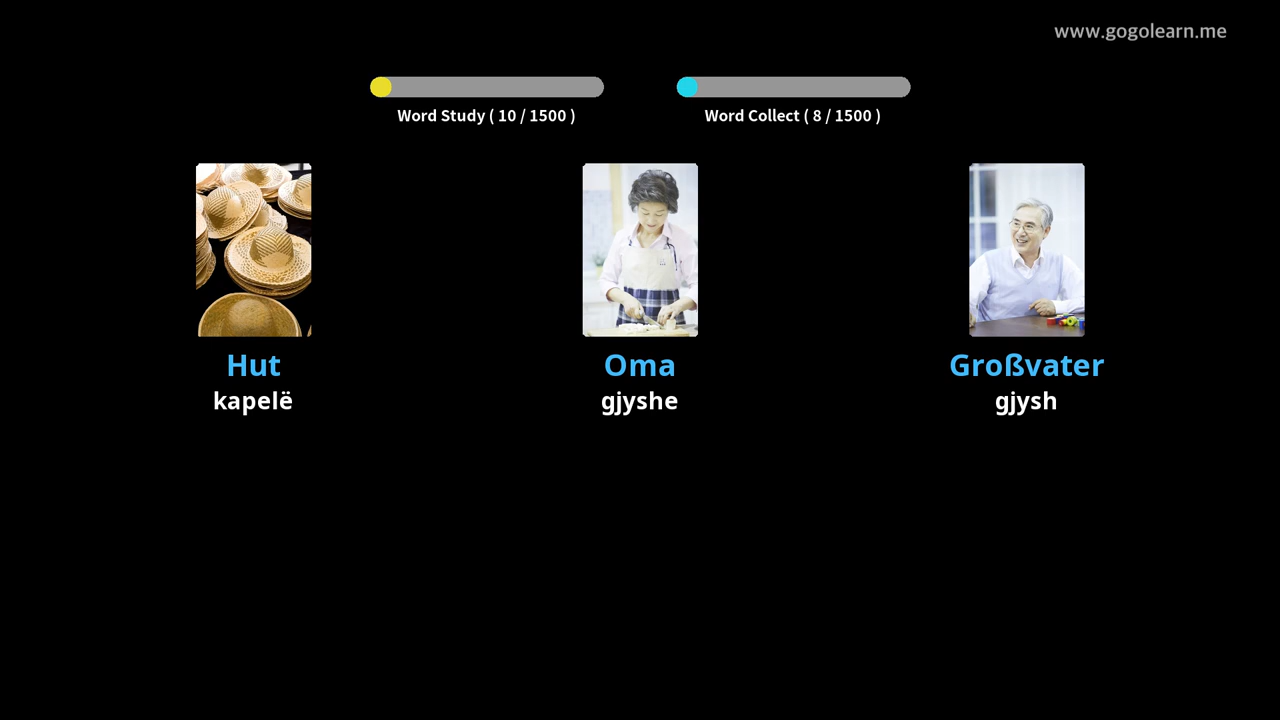 www.gogolearn.me
Word Study ( 10 / 1500 )
Word Collect ( 8 / 1500 )
Hut
kapelë
Oma
gjyshe
Großvater
gjysh